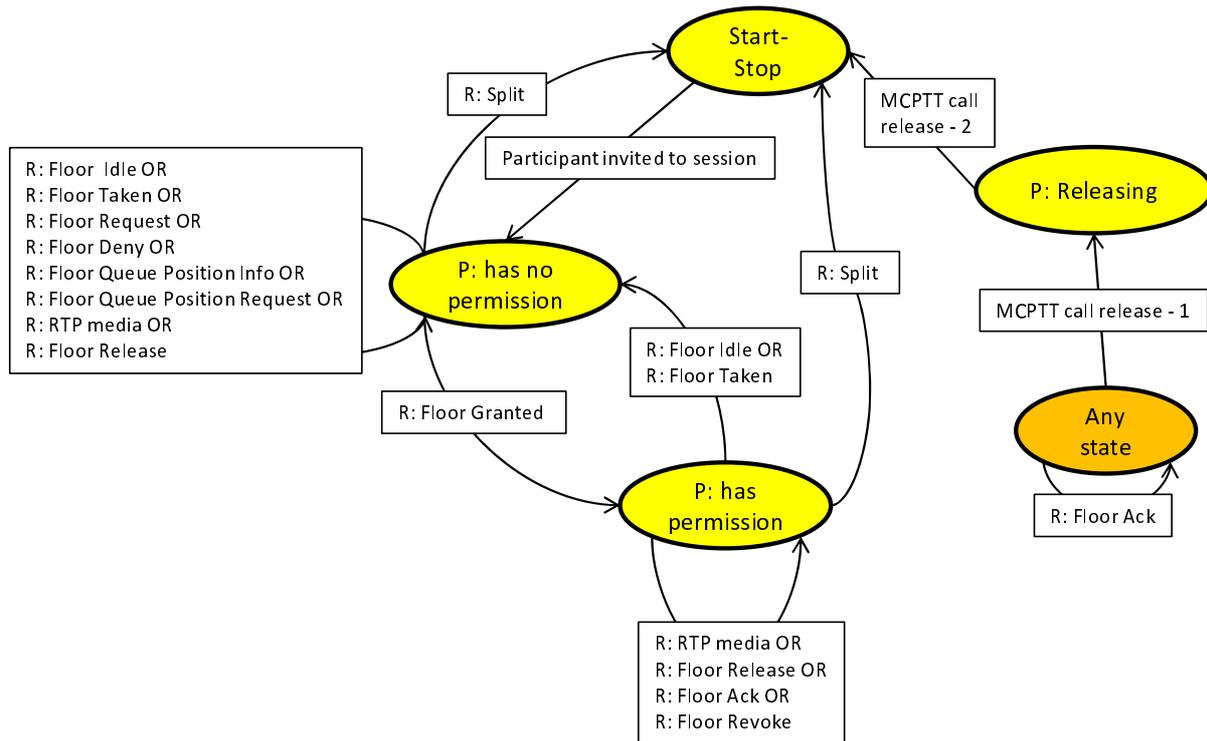 Start-
Stop
R: Split
MCPTT call
release - 2
Participant invited to session
R: Floor Idle OR
R: Floor Taken OR
R: Floor Request OR
R: Floor Deny OR
R: Floor Queue Position Info OR
R: Floor Queue Position Request OR
R: RTP media OR
R: Floor Release
P: Releasing
P: has no
permission
R: Split
MCPTT call release - 1
R: Floor Idle OR
R: Floor Taken
R: Floor Granted
Any
state
P: has
permission
R: Floor Ack
R: RTP media OR
R: Floor Release OR
R: Floor Ack OR
R: Floor Revoke